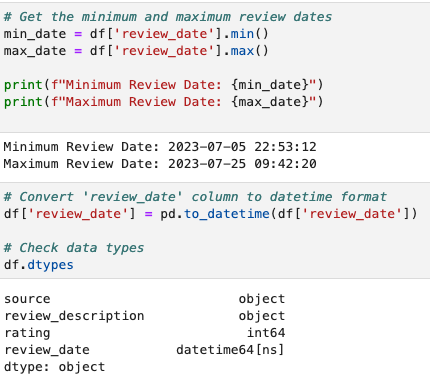 # Get the minimum and maximum review dates
min_date = df['review_date'].min()
max_date = df['review_date'].max()
print(f"Minimum Review Date: {min_date}")
print(f"Maximum Review Date: {max_date}")
Minimum Review Date: 2023-07-05 22:53:12
Maximum Review Date: 2023-07-25 09:42:20
# Convert 'review_date' column to datetime format
df['review_date'] = pd.to_datetime(df['review_date'])
# Check data types
df.dtypes
source                        object
review_description            object
rating                         int64
review_date           datetime64[ns]
dtype: object